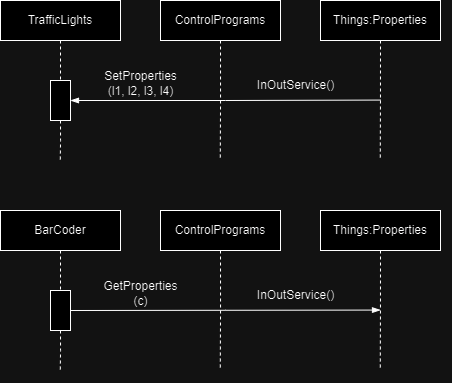 TrafficLights
ControlPrograms
Things:Properties
SetProperties
(l1, l2, l3, l4)
InOutService()
BarCoder
ControlPrograms
Things:Properties
GetProperties
(c)
InOutService()